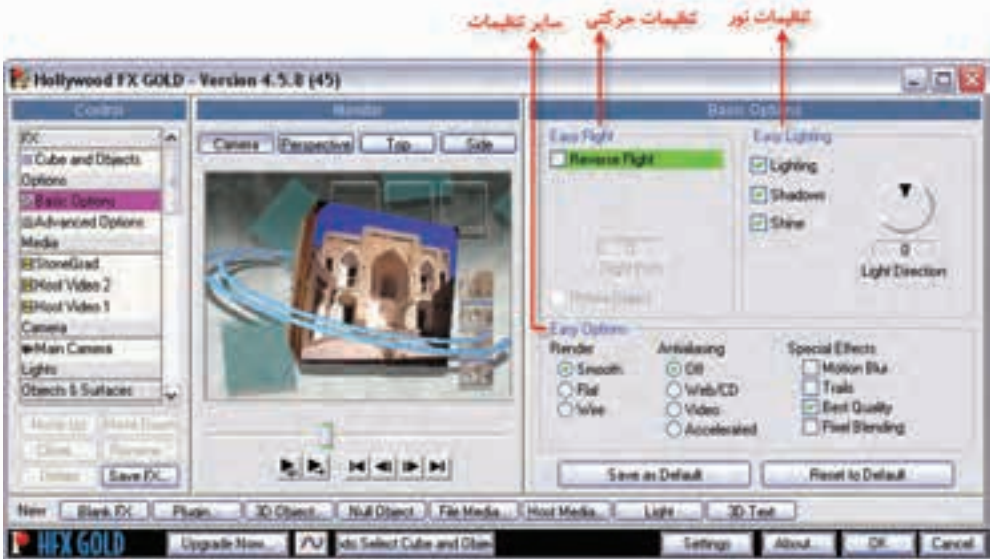 سایر تنظیمات تنظیمات حرکتی تنظیمات نور
Hollywood FX GOLD - Version 4.5.8 (45)
Control
Monitor
Basic Options
FX
Cube and Objects
Options
Basic Options
Advanced Options
Media
StoneGrad
Host Video 2
Host Video 1
Camera
Main Camera
Lights
Objects & Surfaces
Save FX...
Camera Perspective Top Side
Easy Flight
Reverse Flight
Easy Lighting
Lighting
Shadows
Shine
0
Light Direction
Easy Options
Render
Smooth
Flat
Wire
Antialiasing
Off
Web/CD
Video
Accelerated
Special Effects
Motion Blur
Trails
Best Quality
Pixel Blending
Save as Default Reset to Default
New Blank FX Plugin... 3D Object... Null Object File Media... Host Media... Light 3D Text
HFX GOLD Upgrade Now... Select Cube and Settings About... OK Cancel